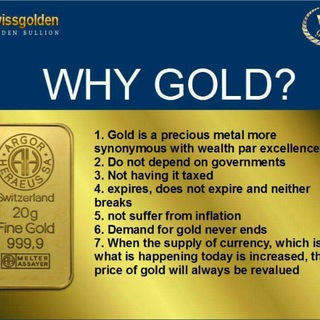 vissgolden
DEN BULLION
WHY GOLD?
1. Gold is a precious metal more
synonymous with wealth par excellence
2. Do not depend on governments
3. Not having it taxed
4. expires, does not expire and neither
breaks
5. not suffer from inflation
6. Demand for gold never ends
7. When the supply of currency, which is
what is happening today is increased, th
price of gold will always be revalued
ARGOR
HERAEUS SA
Switzerland
20g
Fine Gold
999,9
MELTER
ASSAYER